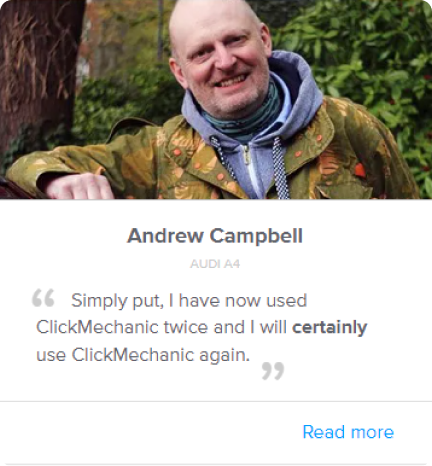 Andrew Campbell
AUDI A4
“ Simply put, I have now used
ClickMechanic twice and I will certainly
use ClickMechanic again. ”
Read more